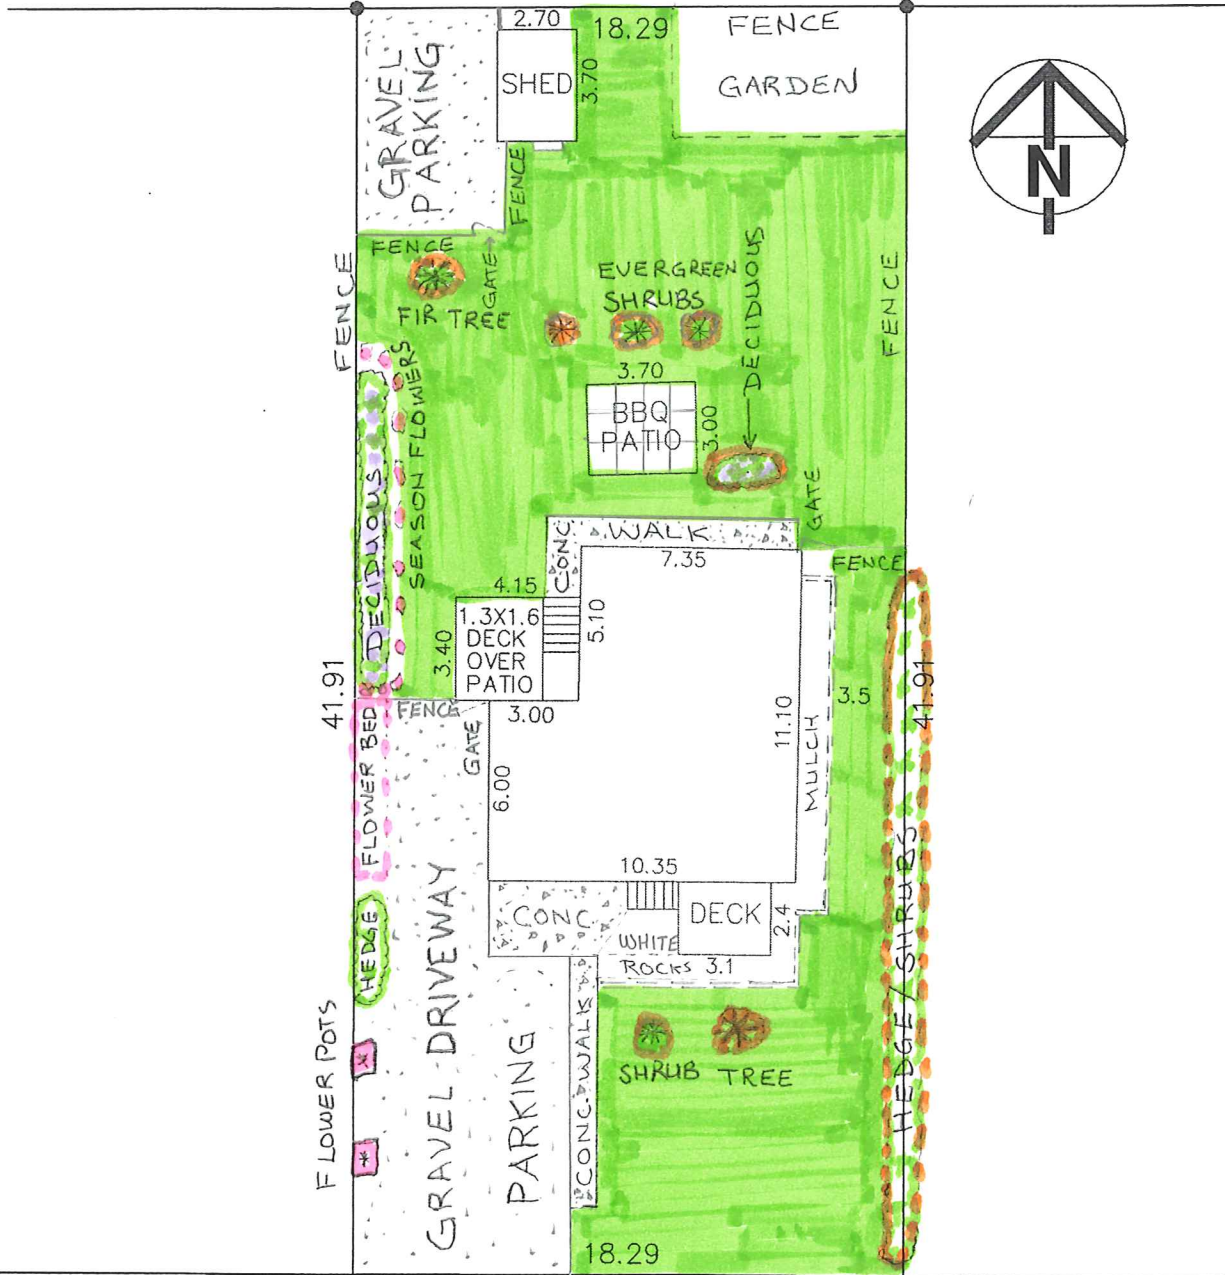 2.70
18.29
FENCE
GARDEN
GRAVEL
PARKING
SHED
3.70
N
FENCE
FENCE
GATE
FIR TREE
EVERGREEN
SHRUBS
DECIDUOUS
FENCE
FENCE
3.70
BBQ
PATIO
3.00
SEASON FLOWERS
DECIDUOUS
GATE
CONC
WALK
7.35
FENCE
4.15
1.3X1.6
DECK
OVER
PATIO
3.40
5.10
41.91
3.5
41.91
FENCE
3.00
GATE
11.10
MULCH
FLOWER BED
6.00
10.35
CONC
DECK
2.4
WHITE
ROCKS 3.1
HEDGE
HEDGE/SHRUBS
FLOWER POTS
GRAVEL DRIVEWAY
PARKING
CONC. WALK
SHRUB TREE
18.29